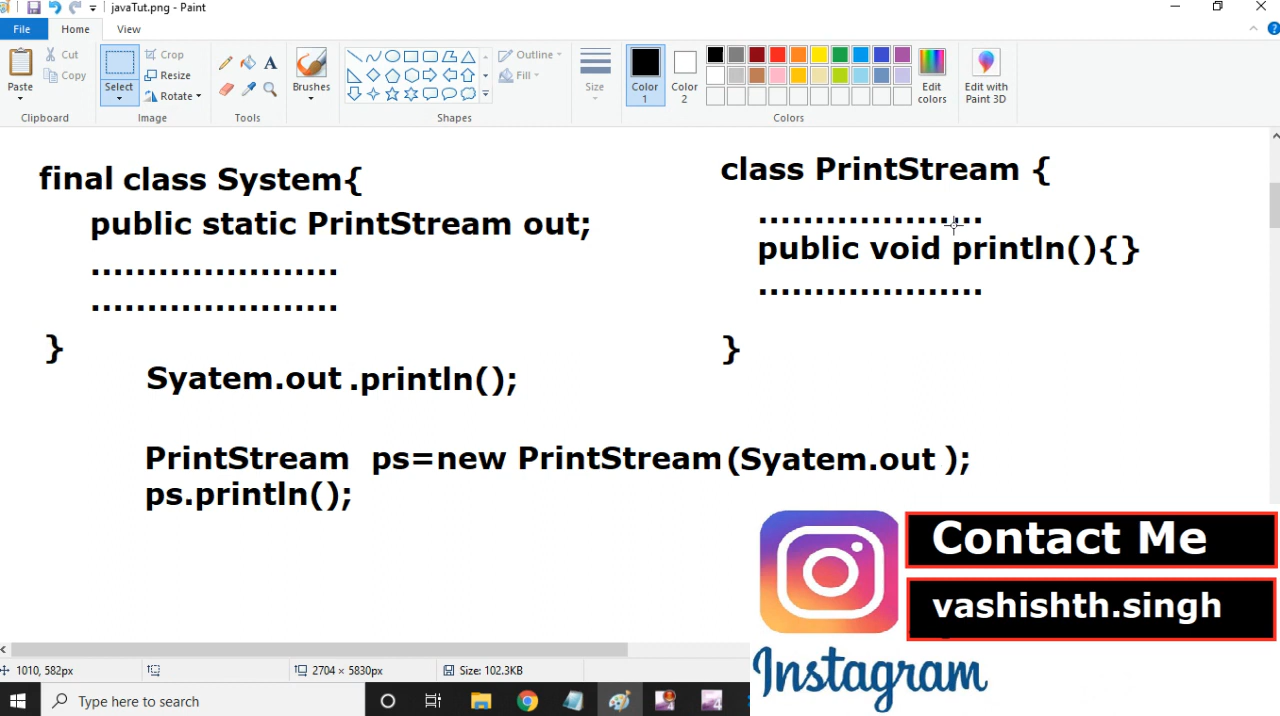 javaTut.png - Paint
File Home View
Paste
Cut
Copy
Clipboard
Select
Crop
Resize
Rotate
Image
Tools
A
Brushes
Shapes
Outline
Fill
Size
Color 1
Color 2
Colors
Edit colors
Edit with Paint 3D
final class System{
public static PrintStream out;
......................
......................
}
class PrintStream {
....................
public void println(){}
....................
}
Syatem.out .println();
PrintStream ps=new PrintStream(Syatem.out );
ps.println();
Contact Me
vashishth.singh
Instagram
1010, 582px
2704 × 5830px
Size: 102.3KB
Type here to search